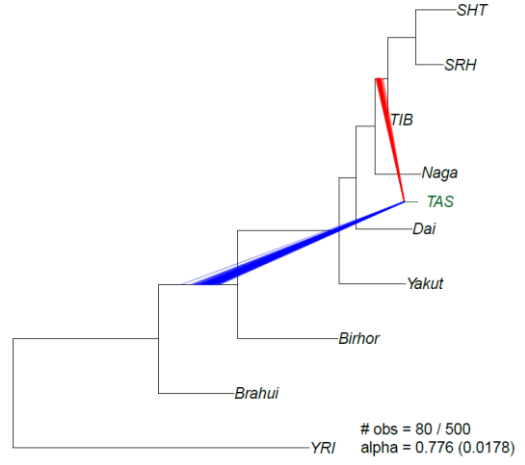 SHT
SRH
TIB
Naga
TAS
Dai
Yakut
Birhor
Brahui
YRI
# obs = 80 / 500
alpha = 0.776 (0.0178)